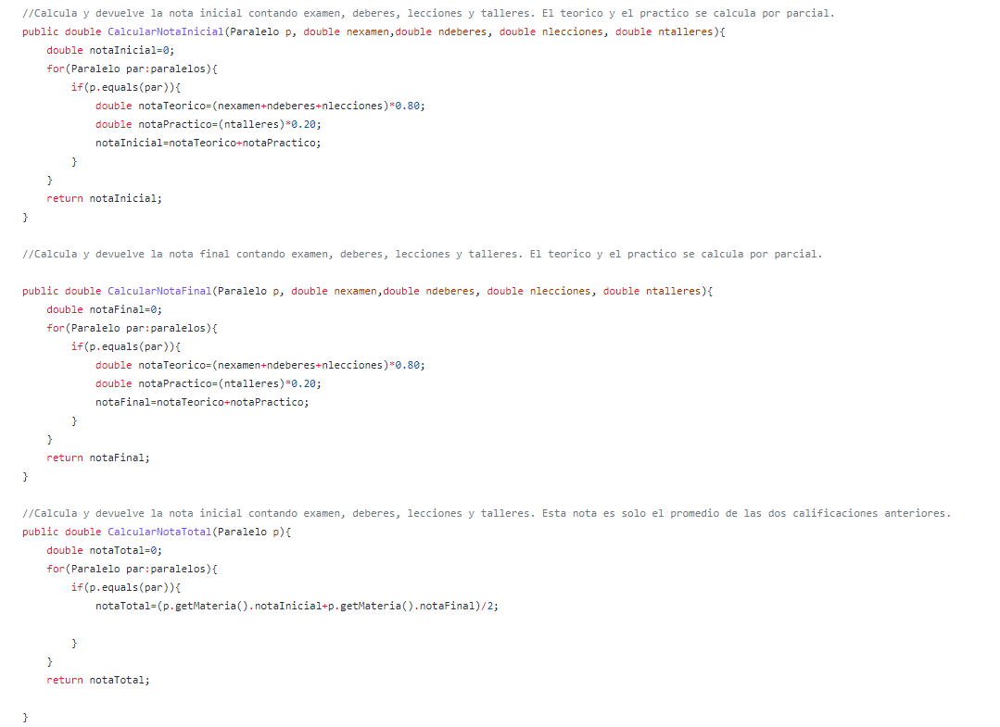 //Calcula y devuelve la nota inicial contando examen, deberes, lecciones y talleres. El teorico y el practico se calcula por parcial.
public double CalcularNotaInicial(Paralelo p, double nexamen,double ndeberes, double nlecciones, double ntalleres){
double notaInicial=0;
for(Paralelo par:paralelos){
if(p.equals(par)){
double notaTeorico=(nexamen+ndeberes+nlecciones)*0.80;
double notaPractico=(ntalleres)*0.20;
notaInicial=notaTeorico+notaPractico;
}
}
return notaInicial;
}
//Calcula y devuelve la nota final contando examen, deberes, lecciones y talleres. El teorico y el practico se calcula por parcial.
public double CalcularNotaFinal(Paralelo p, double nexamen,double ndeberes, double nlecciones, double ntalleres){
double notaFinal=0;
for(Paralelo par:paralelos){
if(p.equals(par)){
double notaTeorico=(nexamen+ndeberes+nlecciones)*0.80;
double notaPractico=(ntalleres)*0.20;
notaFinal=notaTeorico+notaPractico;
}
}
return notaFinal;
}
//Calcula y devuelve la nota inicial contando examen, deberes, lecciones y talleres. Esta nota es solo el promedio de las dos calificaciones anteriores.
public double CalcularNotaTotal(Paralelo p){
double notaTotal=0;
for(Paralelo par:paralelos){
if(p.equals(par)){
notaTotal=(p.getMateria().notaInicial+p.getMateria().notaFinal)/2;
}
}
return notaTotal;
}